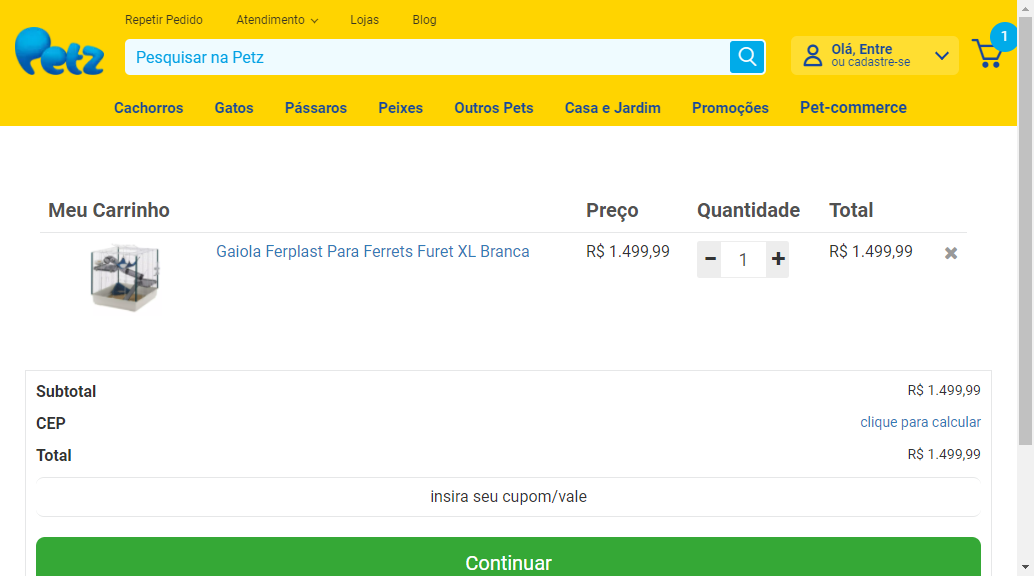 Repetir Pedido Atendimento Lojas Blog
Petz
Pesquisar na Petz
Olá, Entre
ou cadastre-se
1
Cachorros Gatos Pássaros Peixes Outros Pets Casa e Jardim Promoções Pet-commerce
Meu Carrinho Preço Quantidade Total
Gaiola Ferplast Para Ferrets Furet XL Branca R$ 1.499,99 1 R$ 1.499,99
Subtotal R$ 1.499,99
CEP clique para calcular
Total R$ 1.499,99
insira seu cupom/vale
Continuar